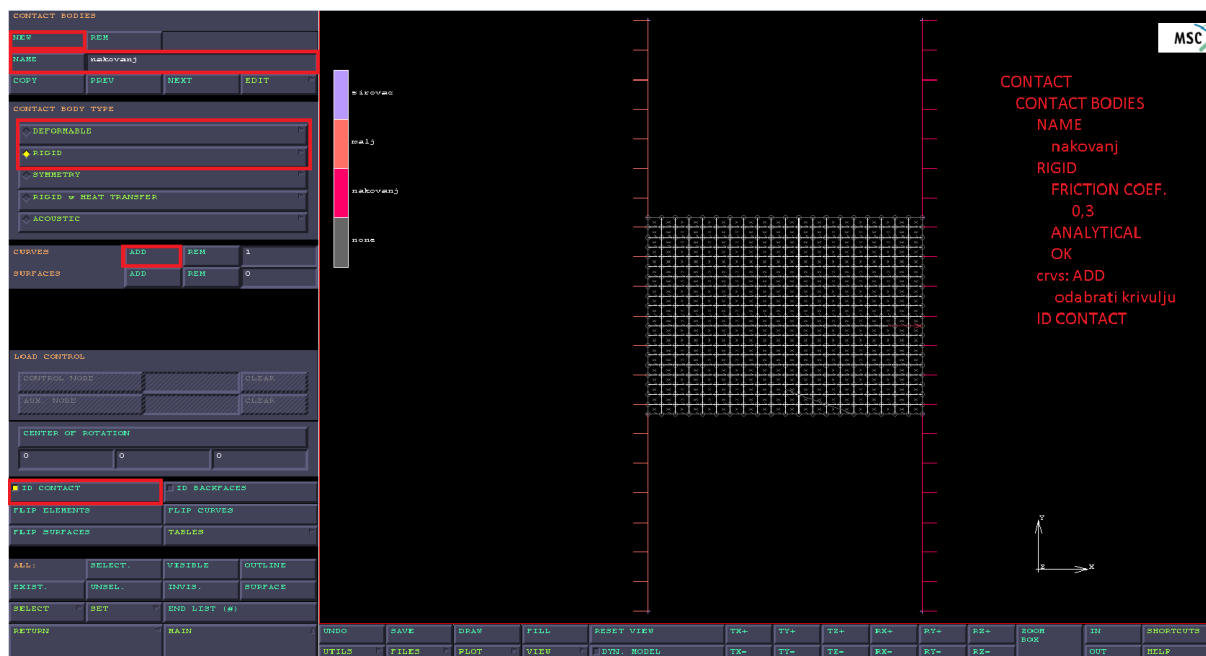 CONTACT BODIES
NEW REM
NAME nakovanj
COPY PREV NEXT EDIT
CONTACT BODY TYPE
DEFORMABLE
RIGID
SYMMETRY
RIGID w HEAT TRANSFER
ACOUSTIC
CURVES ADD REM 1
SURFACES ADD REM 0
LOAD CONTROL
CONTROL NODE CLEAR
AUX. NODE CLEAR
CENTER OF ROTATION
0 0 0
ID CONTACT ID BACKFACES
FLIP ELEMENTS FLIP CURVES
FLIP SURFACES TABLES
ALL: SELECT. VISIBLE OUTLINE
EXIST. UNSEL. INVIS. SURFACE
SELECT SET END LIST (#)
RETURN MAIN
sirovac
malj
nakovanj
none
MSC
CONTACT
CONTACT BODIES
NAME
nakovanj
RIGID
FRICTION COEF.
0,3
ANALYTICAL
OK
crvs: ADD
odabrati krivulju
ID CONTACT
Y
Z X
UNDO SAVE DRAW FILL RESET VIEW TX+ TY+ TZ+ RX+ RY+ RZ+ ZOOM BOX IN SHORTCUTS
UTILS FILES PLOT VIEW DYN. MODEL TX- TY- TZ- RX- RY- RZ- OUT HELP